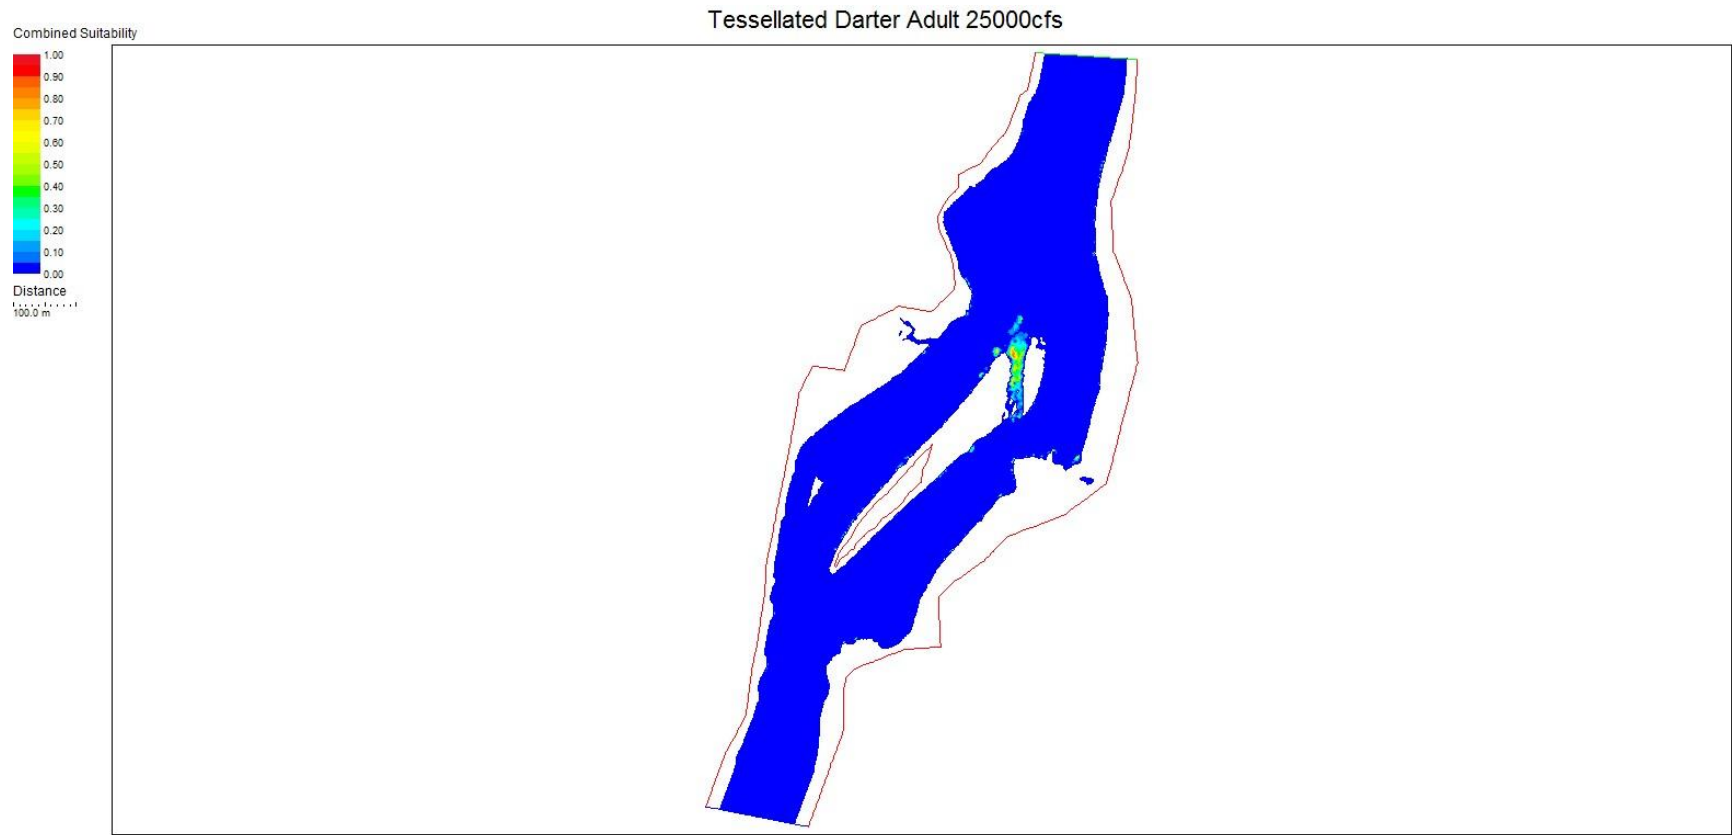 Tessellated Darter Adult 25000cfs
Combined Suitability
1.00
0.90
0.80
0.70
0.60
0.50
0.40
0.30
0.20
0.10
0.00
Distance
100.0 m